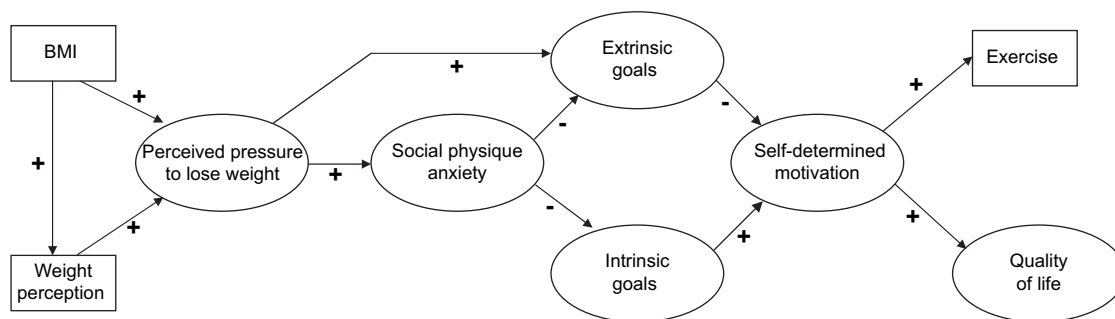 BMI
+
+
Weight
perception
+
Perceived pressure
to lose weight
+
+
Social physique
anxiety
-
-
Extrinsic
goals
Intrinsic
goals
-
+
Self-determined
motivation
+
+
Exercise
Quality
of life